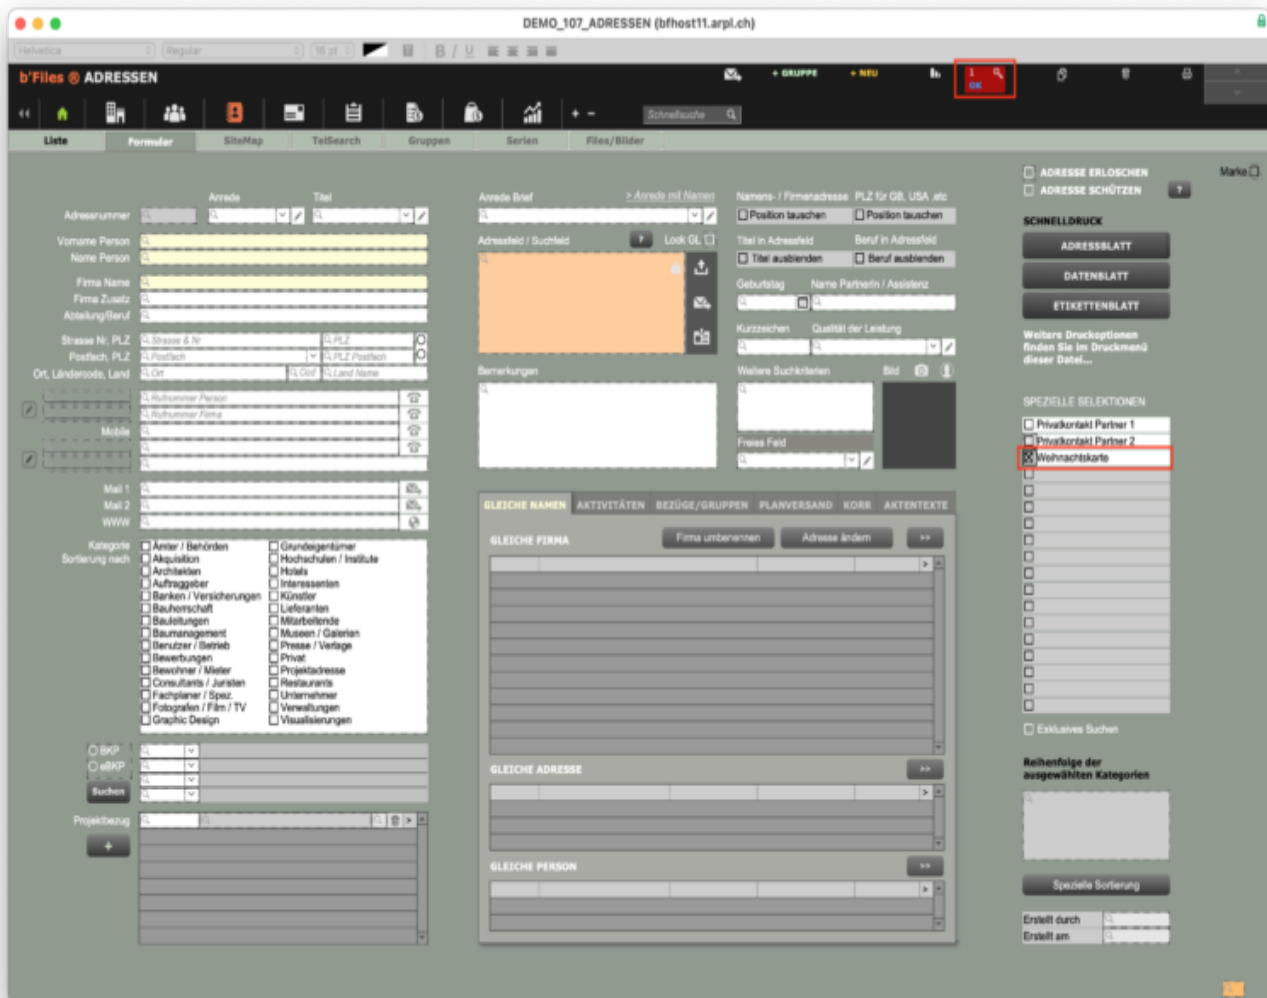 DEMO_107_ADRESSEN (bfhost11.arpl.ch)
Helvetica Regular 16 pt B I U
b'Files ® ADRESSEN + GRUPPE + NEU 1 OK
+ − Schnellsuche
Liste Formular SiteMap TelSearch Gruppen Serien Files/Bilder
ADRESSE ERLOSCHEN Marke
ADRESSE SCHÜTZEN ?
Anrede Titel
Adressnummer
Vorname Person
Name Person
Firma Name
Firma Zusatz
Abteilung/Beruf
Strasse Nr, PLZ Strasse & Nr PLZ
Postfach, PLZ Postfach PLZ Postfach
Ort, Ländercode, Land Ort Cod Land Name
Rufnummer Person
Rufnummer Firma
Mobile
Mail 1
Mail 2
WWW
Kategorie
Sortierung nach
Ämter / Behörden
Akquisition
Architekten
Auftraggeber
Banken / Versicherungen
Bauherrschaft
Bauleitungen
Baumanagement
Benutzer / Betrieb
Bewerbungen
Bewohner / Mieter
Consultants / Juristen
Fachplaner / Spez.
Fotografen / Film / TV
Graphic Design
Grundeigentümer
Hochschulen / Institute
Hotels
Interessenten
Künstler
Lieferanten
Mitarbeitende
Museen / Galerien
Presse / Verlage
Privat
Projektadresse
Restaurants
Unternehmer
Verwaltungen
Visualisierungen
BKP
eBKP
Suchen
Projektbezug
+
Anrede Brief > Anrede mit Namen
Adressfeld / Suchfeld ? Lock GL
Bemerkungen
Namens- / Firmenadresse PLZ für GB, USA ,etc
Position tauschen Position tauschen
Titel in Adressfeld Beruf in Adressfeld
Titel ausblenden Beruf ausblenden
Geburtstag Name PartnerIn / Assistenz
Kurzzeichen Qualität der Leistung
Weitere Suchkriterien Bild
Freies Feld
GLEICHE NAMEN AKTIVITÄTEN BEZÜGE/GRUPPEN PLANVERSAND KORR AKTENTEXTE
GLEICHE FIRMA Firma umbenennen Adresse ändern >>
>
GLEICHE ADRESSE >>
>
GLEICHE PERSON >>
>
SCHNELLDRUCK
ADRESSBLATT
DATENBLATT
ETIKETTENBLATT
Weitere Druckoptionen
finden Sie im Druckmenü
dieser Datei...
SPEZIELLE SELEKTIONEN
Privatkontakt Partner 1
Privatkontakt Partner 2
Weihnachtskarte
Exklusives Suchen
Reihenfolge der
ausgewählten Kategorien
Spezielle Sortierung
Erstellt durch
Erstellt am